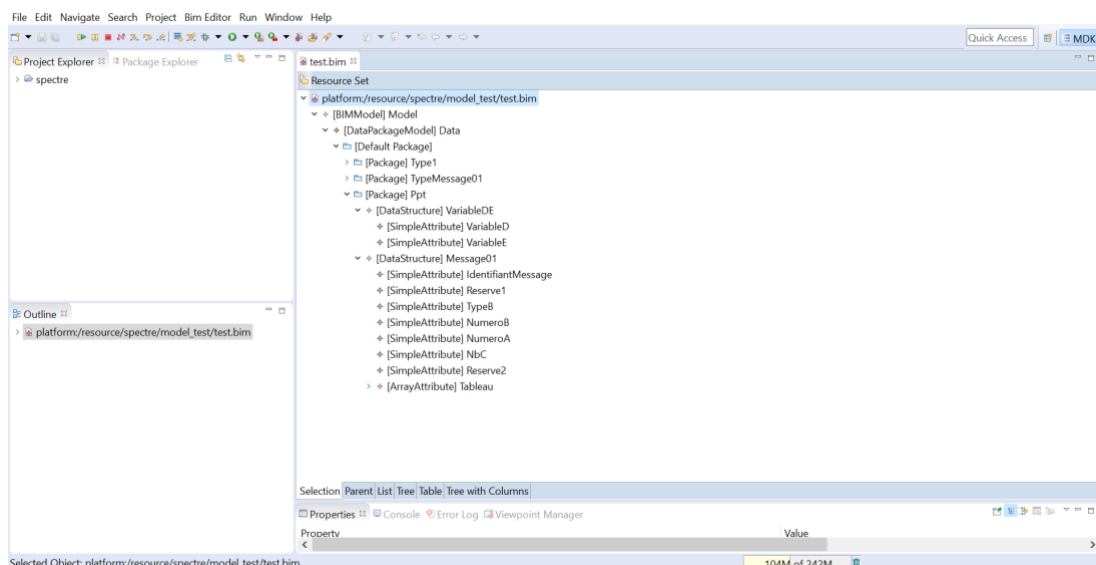 File Edit Navigate Search Project Bim Editor Run Window Help
Quick Access
MDK
Project Explorer Package Explorer
spectre
test.bim
Resource Set
platform:/resource/spectre/model_test/test.bim
[BIMModel] Model
[DataPackageModel] Data
[Default Package]
[Package] Type1
[Package] TypeMessage01
[Package] Ppt
[DataStructure] VariableDE
[SimpleAttribute] VariableD
[SimpleAttribute] VariableE
[DataStructure] Message01
[SimpleAttribute] IdentifiantMessage
[SimpleAttribute] Reserve1
[SimpleAttribute] TypeB
[SimpleAttribute] NumeroB
[SimpleAttribute] NumeroA
[SimpleAttribute] NbC
[SimpleAttribute] Reserve2
[ArrayAttribute] Tableau
Outline
platform:/resource/spectre/model_test/test.bim
Selection Parent List Tree Table Tree with Columns
Properties Console Error Log Viewpoint Manager
Property Value
Selected Object: platform:/resource/spectre/model_test/test.bim
104M of 242M